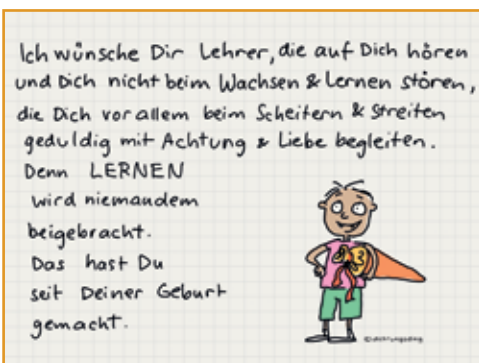 Ich wünsche Dir Lehrer, die auf Dich hören
und Dich nicht beim Wachsen & Lernen stören,
die Dich vor allem beim Scheitern & Streiten
geduldig mit Achtung & Liebe begleiten.
Denn LERNEN
wird niemandem
beigebracht.
Das hast Du
seit Deiner Geburt
gemacht.